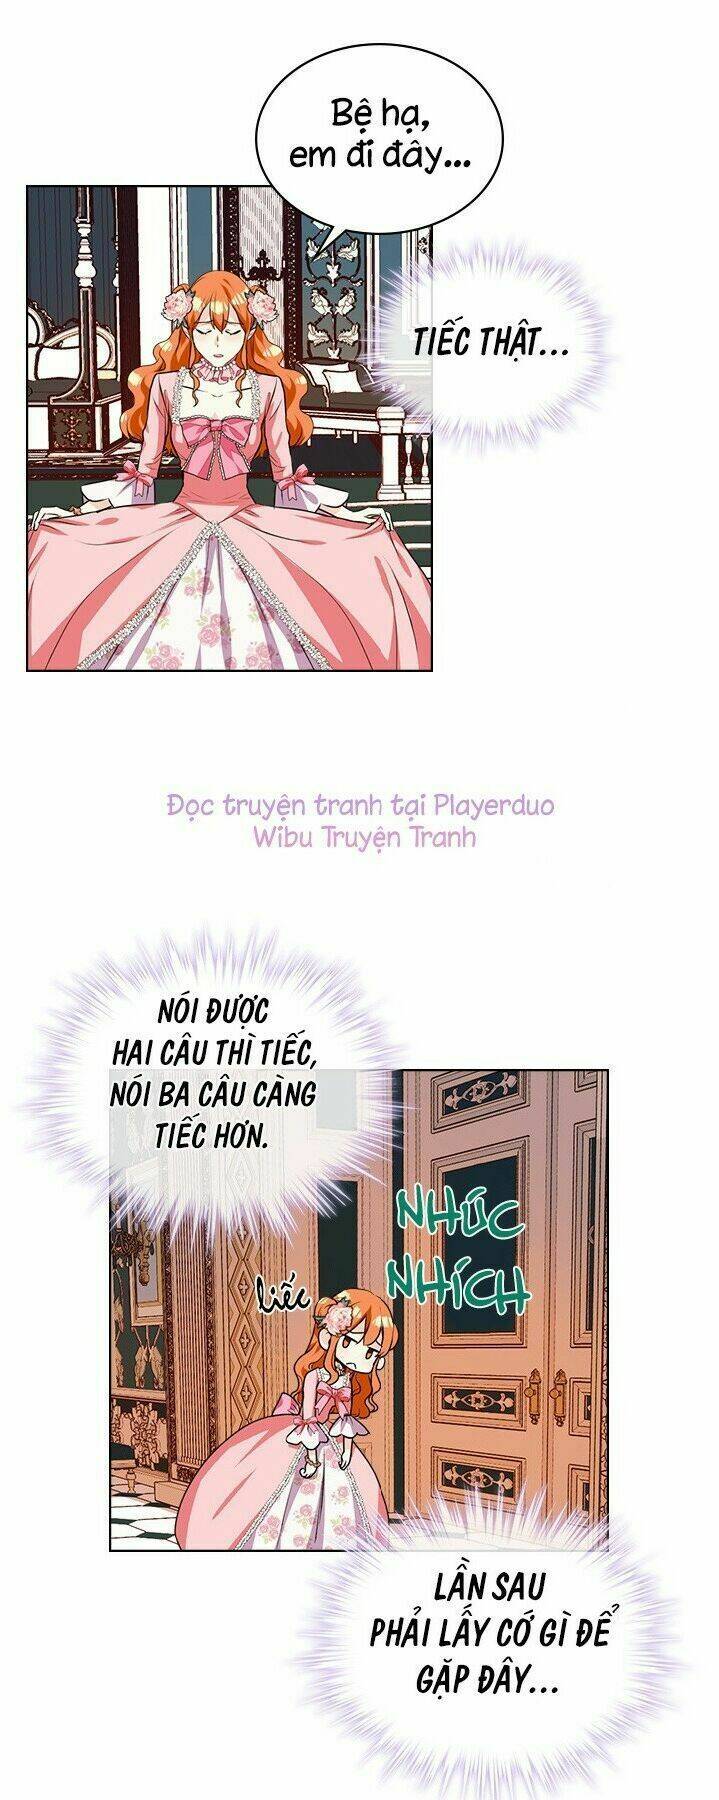 Bệ hạ,
em đi đây...
TIẾC THẬT...
Đọc truyện tranh tại Playerduo
Wibu Truyện Tranh
NÓI ĐƯỢC
HAI CÂU THÌ TIẾC,
NÓI BA CÂU CÀNG
TIẾC HƠN.
NHÚC
NHÍCH
liếc
LẦN SAU
PHẢI LẤY CỚ GÌ ĐỂ
GẶP ĐÂY...